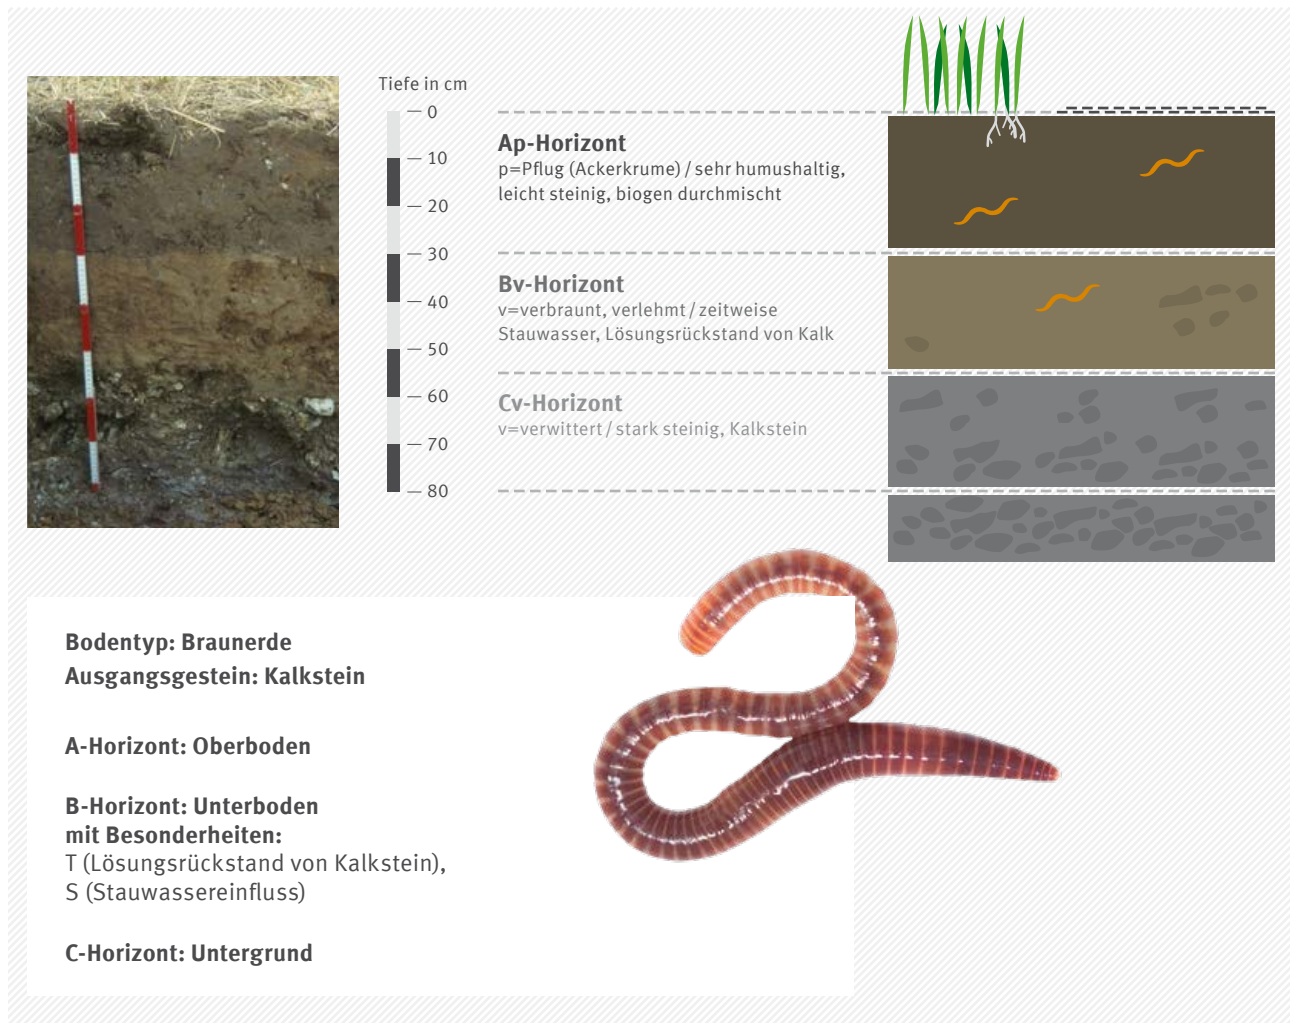 Tiefe in cm
0
10
20
30
40
50
60
70
80
Ap-Horizont
p=Pflug (Ackerkrume) / sehr humushaltig,
leicht steinig, biogen durchmischt
Bv-Horizont
v=verbraunt, verlehmt / zeitweise
Stauwasser, Lösungsrückstand von Kalk
Cv-Horizont
v=verwittert / stark steinig, Kalkstein
Bodentyp: Braunerde
Ausgangsgestein: Kalkstein
A-Horizont: Oberboden
B-Horizont: Unterboden
mit Besonderheiten:
T (Lösungsrückstand von Kalkstein),
S (Stauwassereinfluss)
C-Horizont: Untergrund